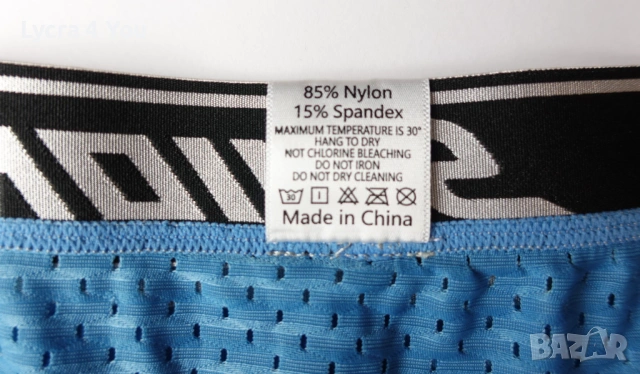 Lycra 4 You
85% Nylon
15% Spandex
MAXIMUM TEMPERATURE IS 30°
HANG TO DRY
NOT CHLORINE BLEACHING
DO NOT IRON
DO NOT DRY CLEANING
30
Made in China
BAZAR